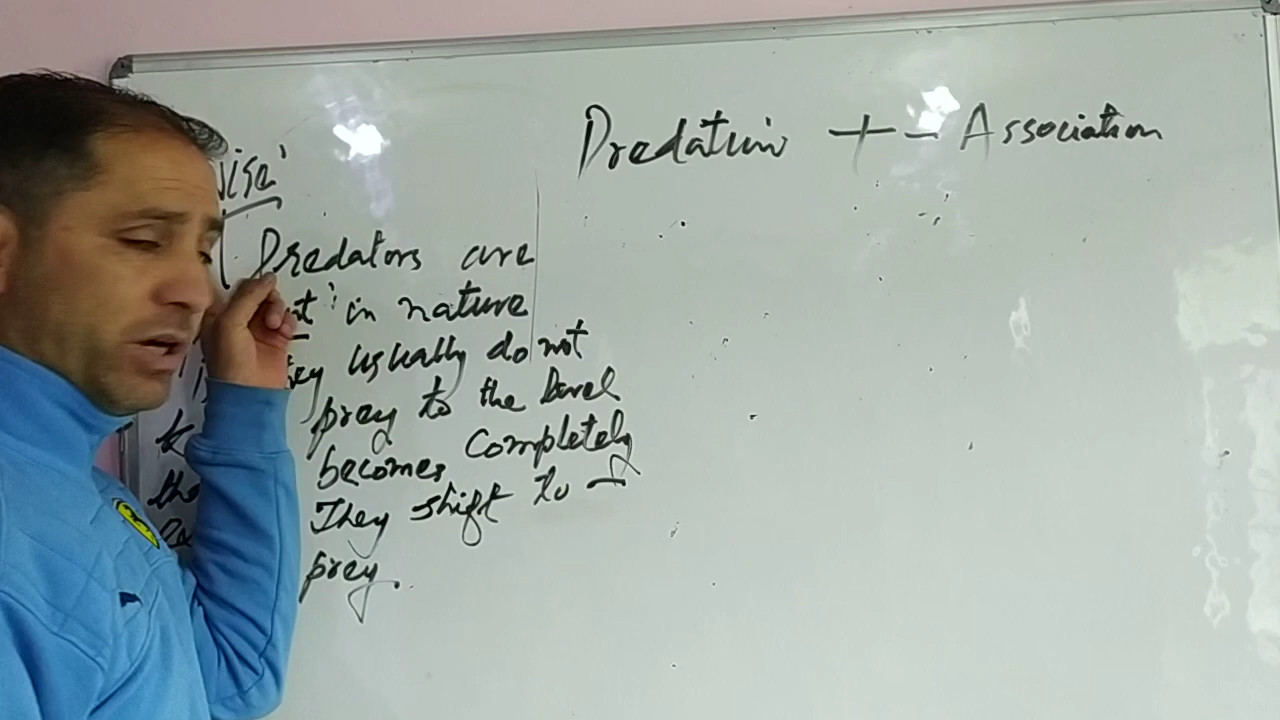 Predation + - Association
Predators are
in nature
usually do not
prey to the level
becomes completely
They shift to
prey.